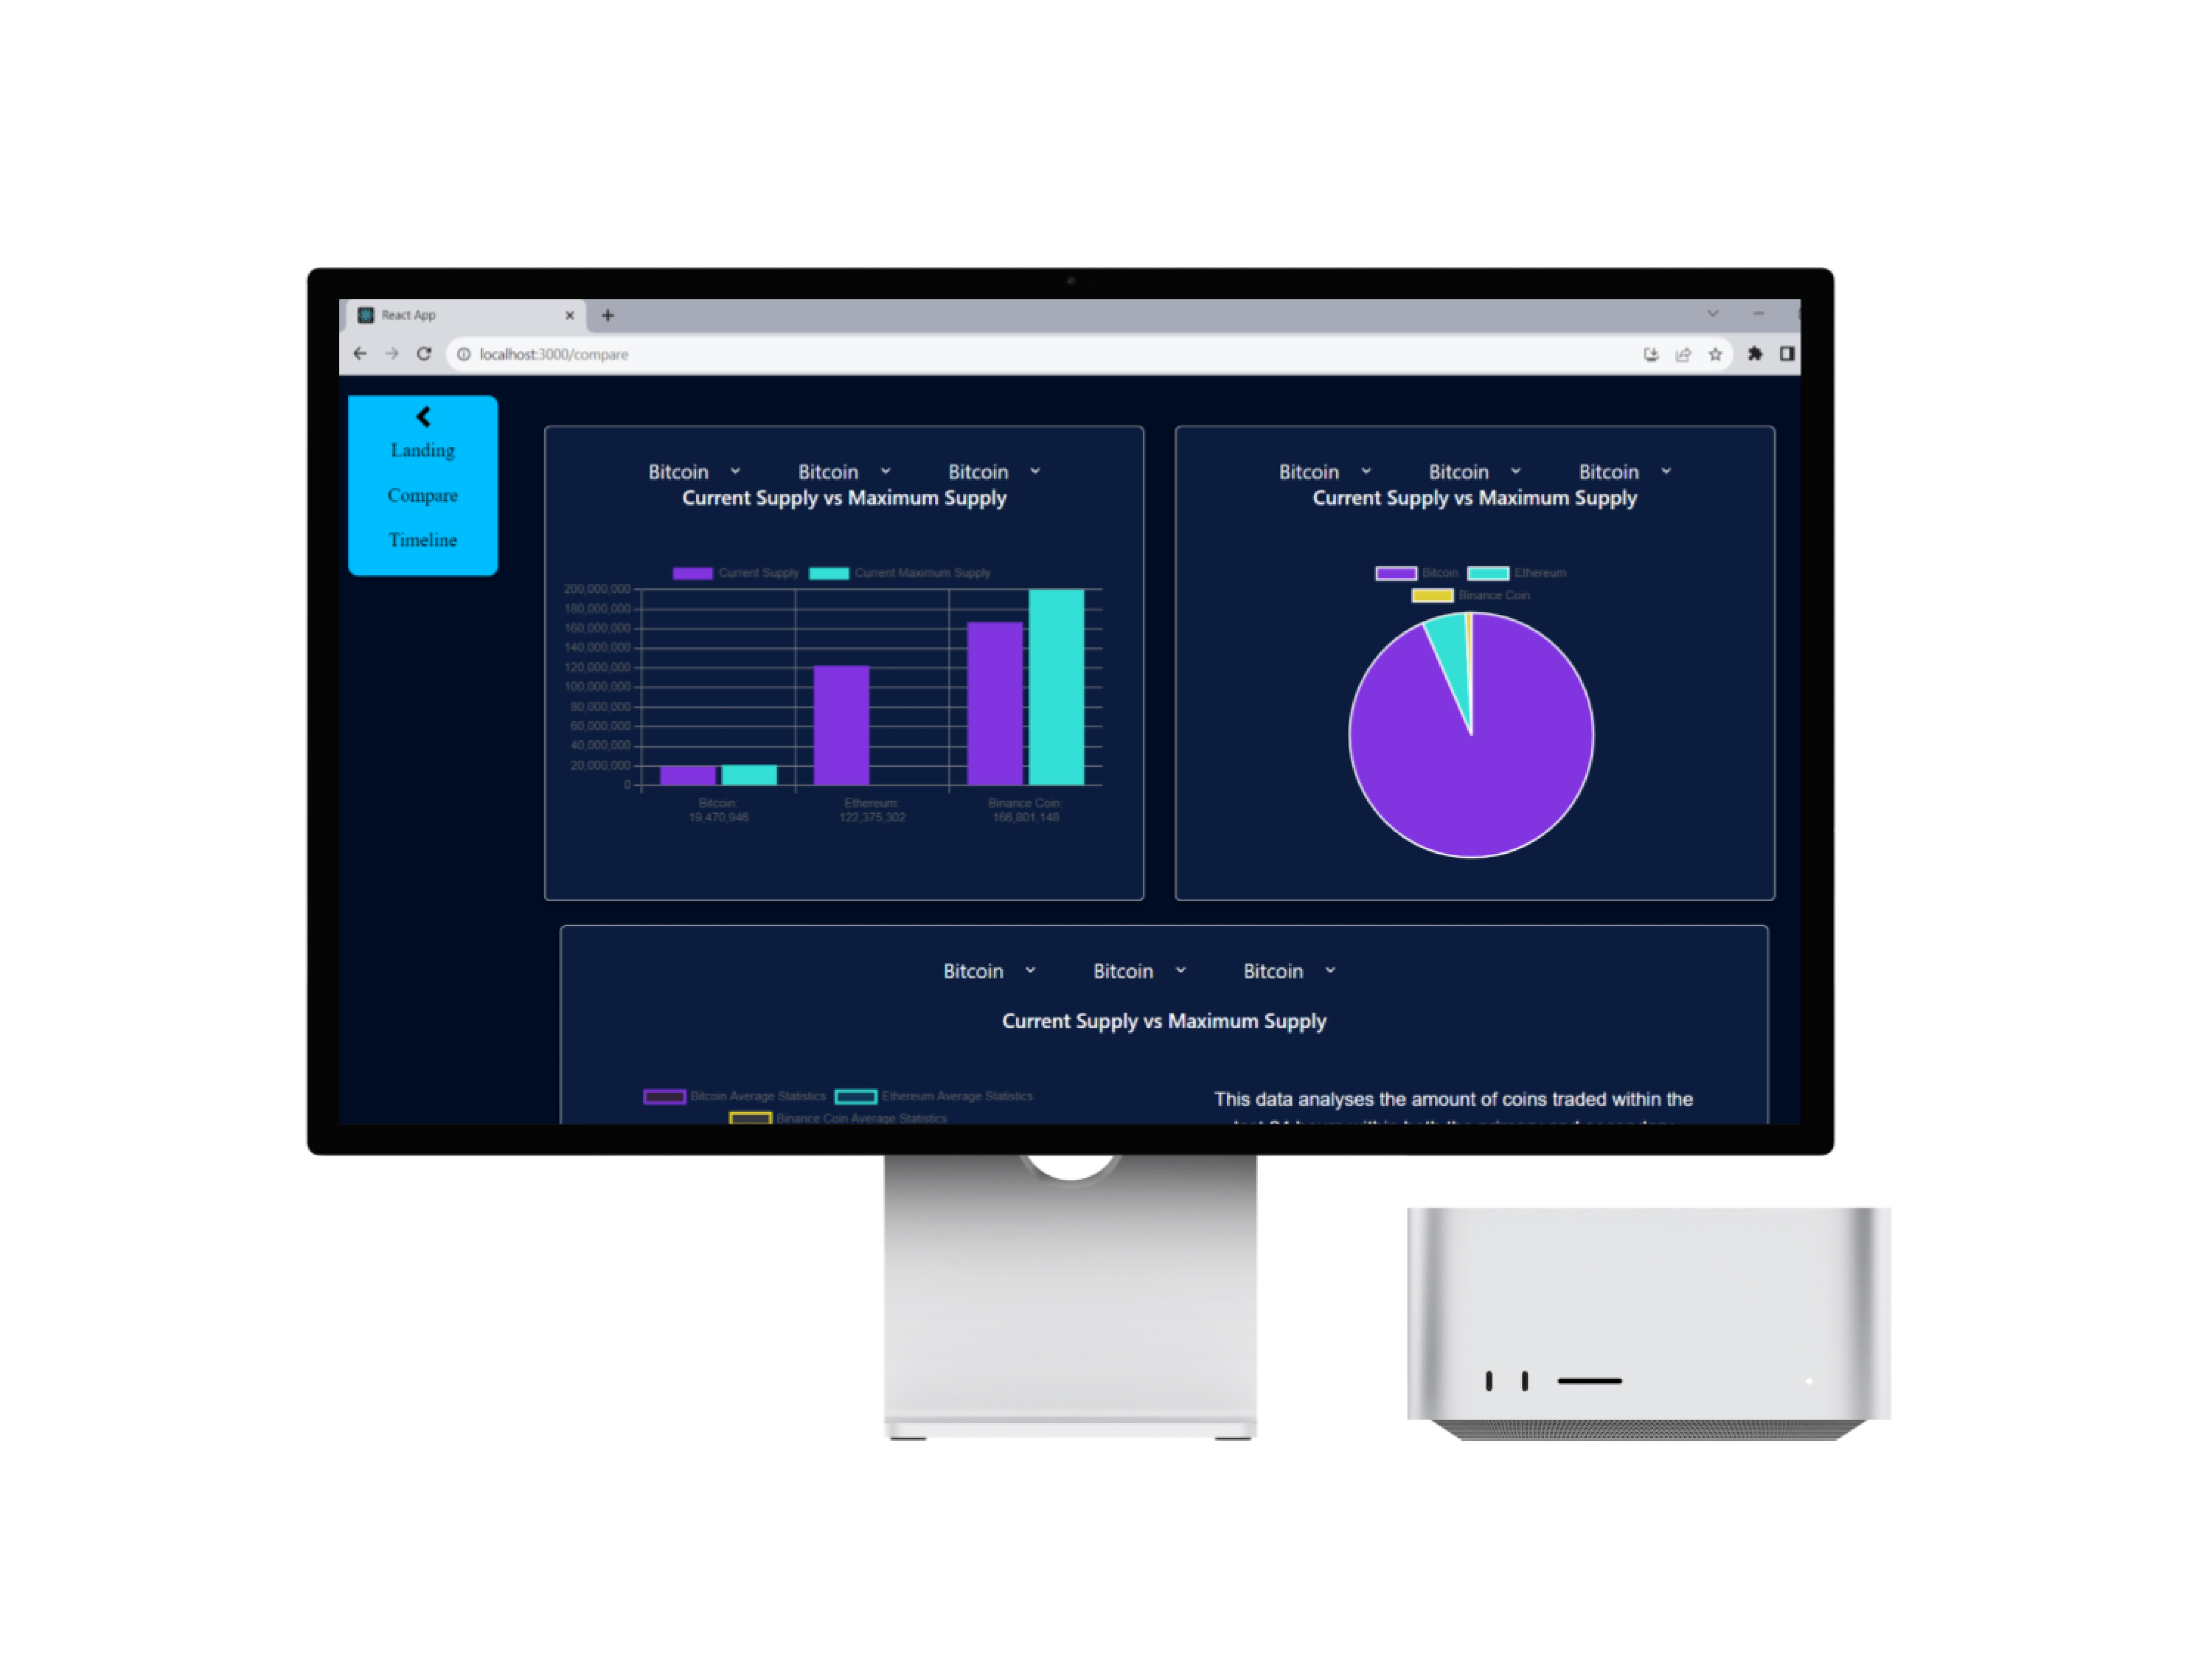 React App
localhost:3000/compare
Landing
Compare
Timeline
Bitcoin Bitcoin Bitcoin
Current Supply vs Maximum Supply
Current Supply Current Maximum Supply
200,000,000
180,000,000
160,000,000
140,000,000
120,000,000
100,000,000
80,000,000
60,000,000
40,000,000
20,000,000
0
Bitcoin: Ethereum: Binance Coin:
19,470,946 122,375,302 166,801,148
Bitcoin Bitcoin Bitcoin
Current Supply vs Maximum Supply
Bitcoin Ethereum
Binance Coin
Bitcoin Bitcoin Bitcoin
Current Supply vs Maximum Supply
Bitcoin Average Statistics Ethereum Average Statistics
Binance Coin Average Statistics
This data analyses the amount of coins traded within the